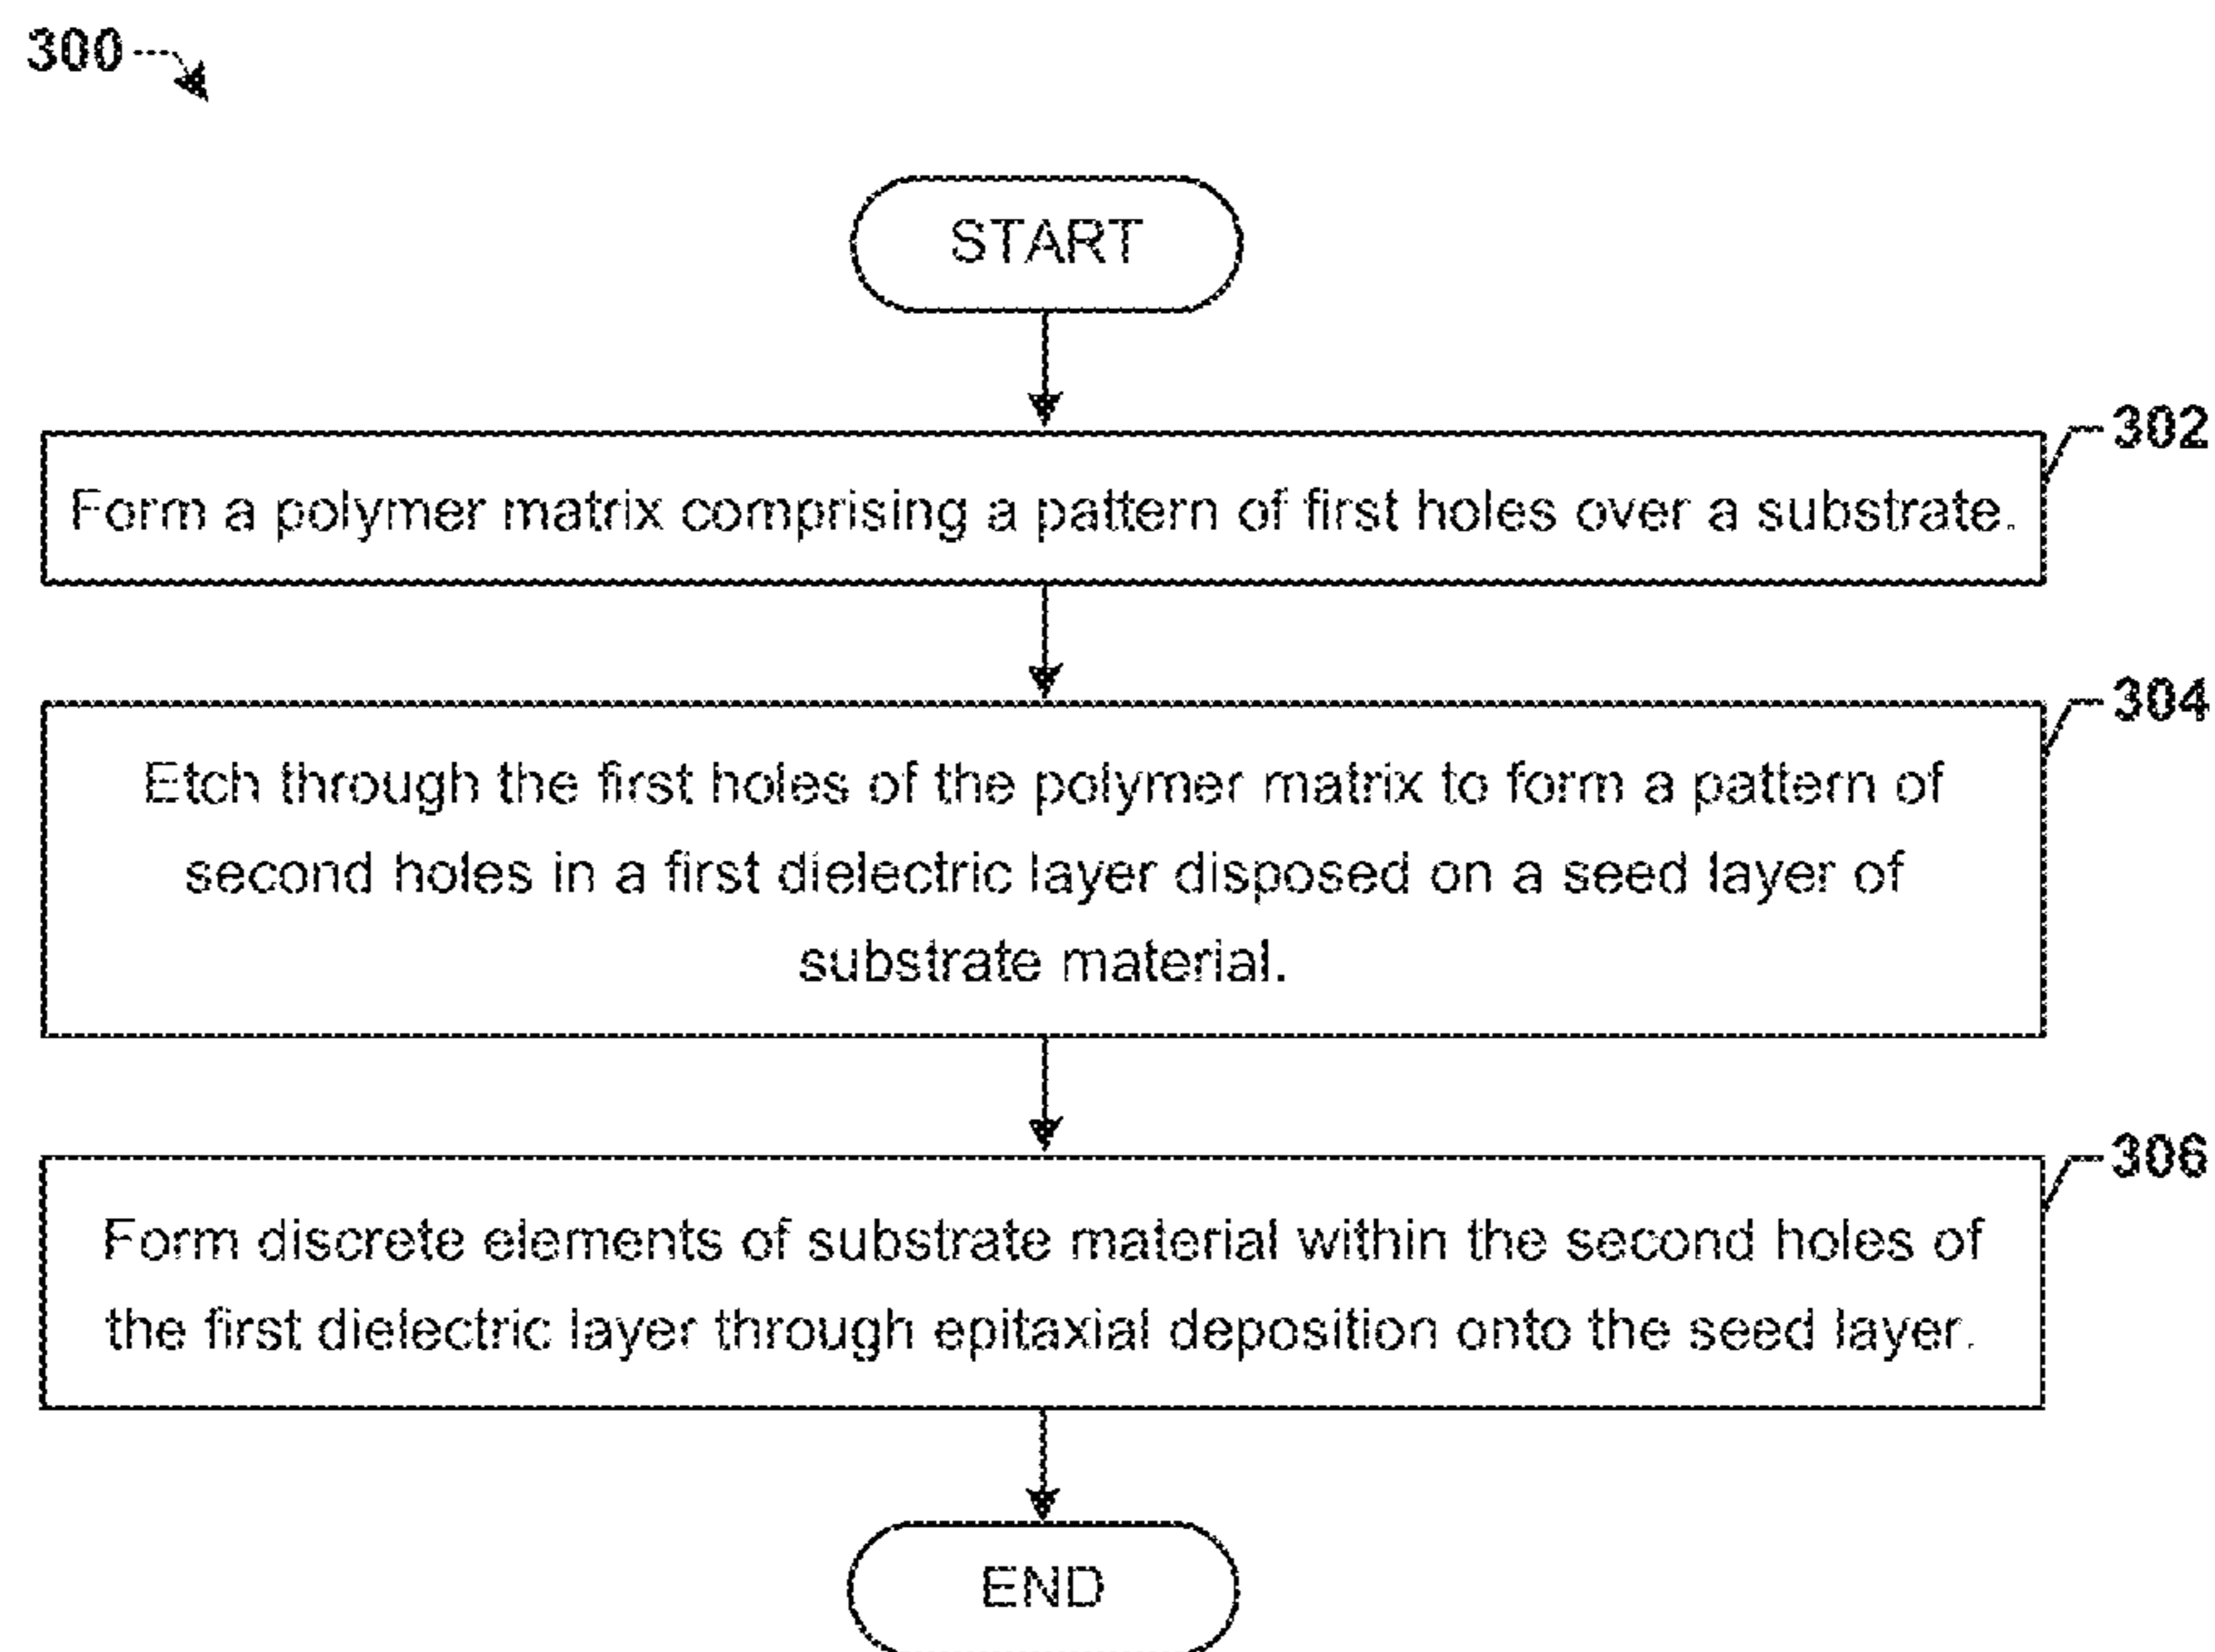 300
START
302
Form a polymer matrix comprising a pattern of first holes over a substrate.
304
Etch through the first holes of the polymer matrix to form a pattern of
second holes in a first dielectric layer disposed on a seed layer of
substrate material.
306
Form discrete elements of substrate material within the second holes of
the first dielectric layer through epitaxial deposition onto the seed layer.
END